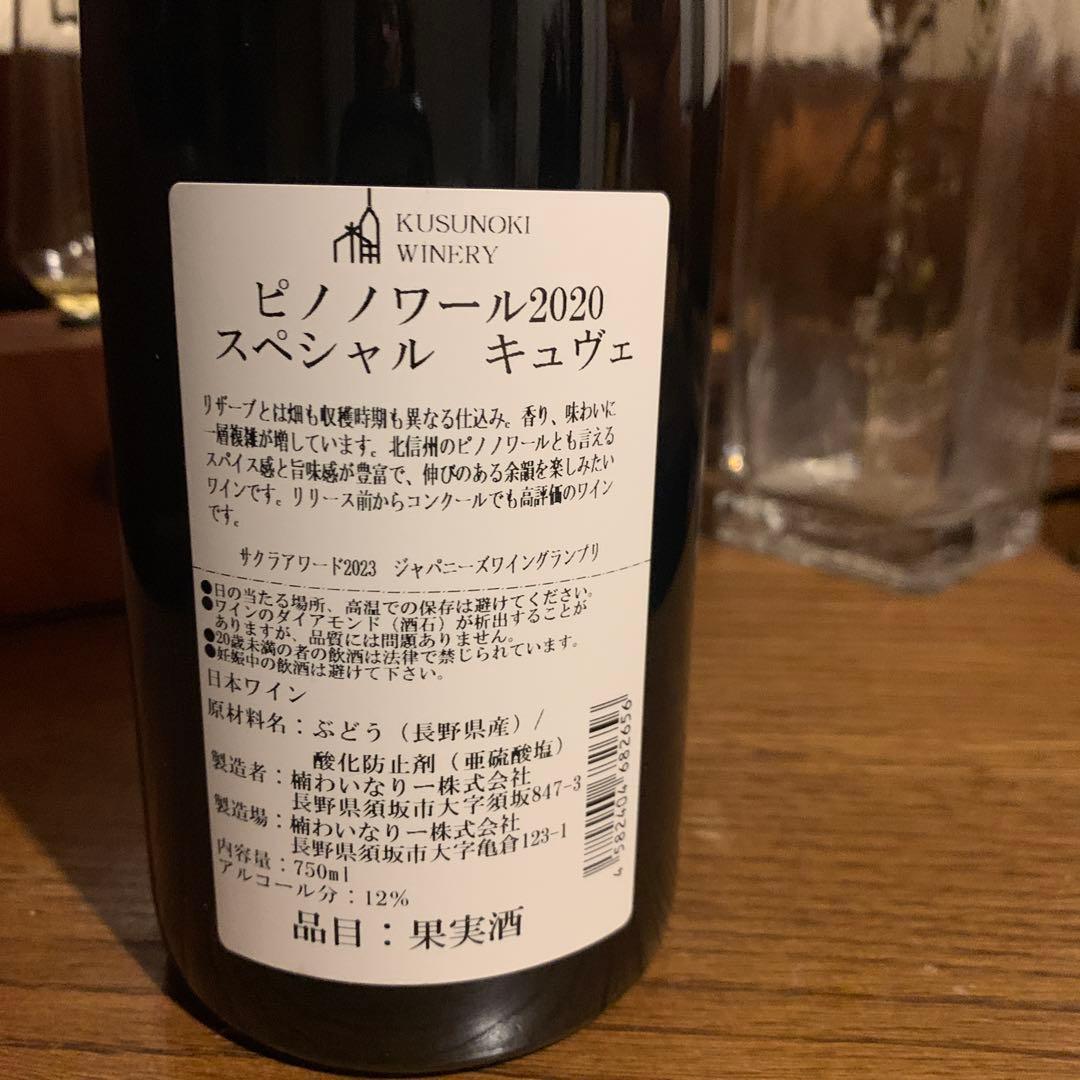 KUSUNOKI
WINERY
ピノノワール2020
スペシャル　キュヴェ
リザーブとは畑も収穫時期も異なる仕込み。香り、味わいに
一層複雑が増しています。北信州のピノノワールとも言える
スパイス感と旨味感が豊富で、伸びのある余韻を楽しみたい
ワインです。リリース前からコンクールでも高評価のワイン
です。
サクラアワード2023　ジャパニーズワイングランプリ
●日の当たる場所、高温での保存は避けてください。
●ワインのダイアモンド（酒石）が析出することが
ありますが、品質には問題ありません。
●20歳未満の者の飲酒は法律で禁じられています。
●妊娠中の飲酒は避けて下さい。
日本ワイン
原材料名：ぶどう（長野県産）/
酸化防止剤（亜硫酸塩）
製造者：楠わいなりー株式会社
長野県須坂市大字須坂847-3
製造場：楠わいなりー株式会社
長野県須坂市大字亀倉123-1
内容量：750ml
アルコール分：12%
品目：果実酒
4 582404 682656